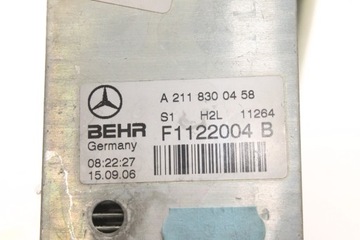 A 211 830 04 58
S1 H2L 11264
BEHR F1122004 B
Germany
08:22:27
15.09.06